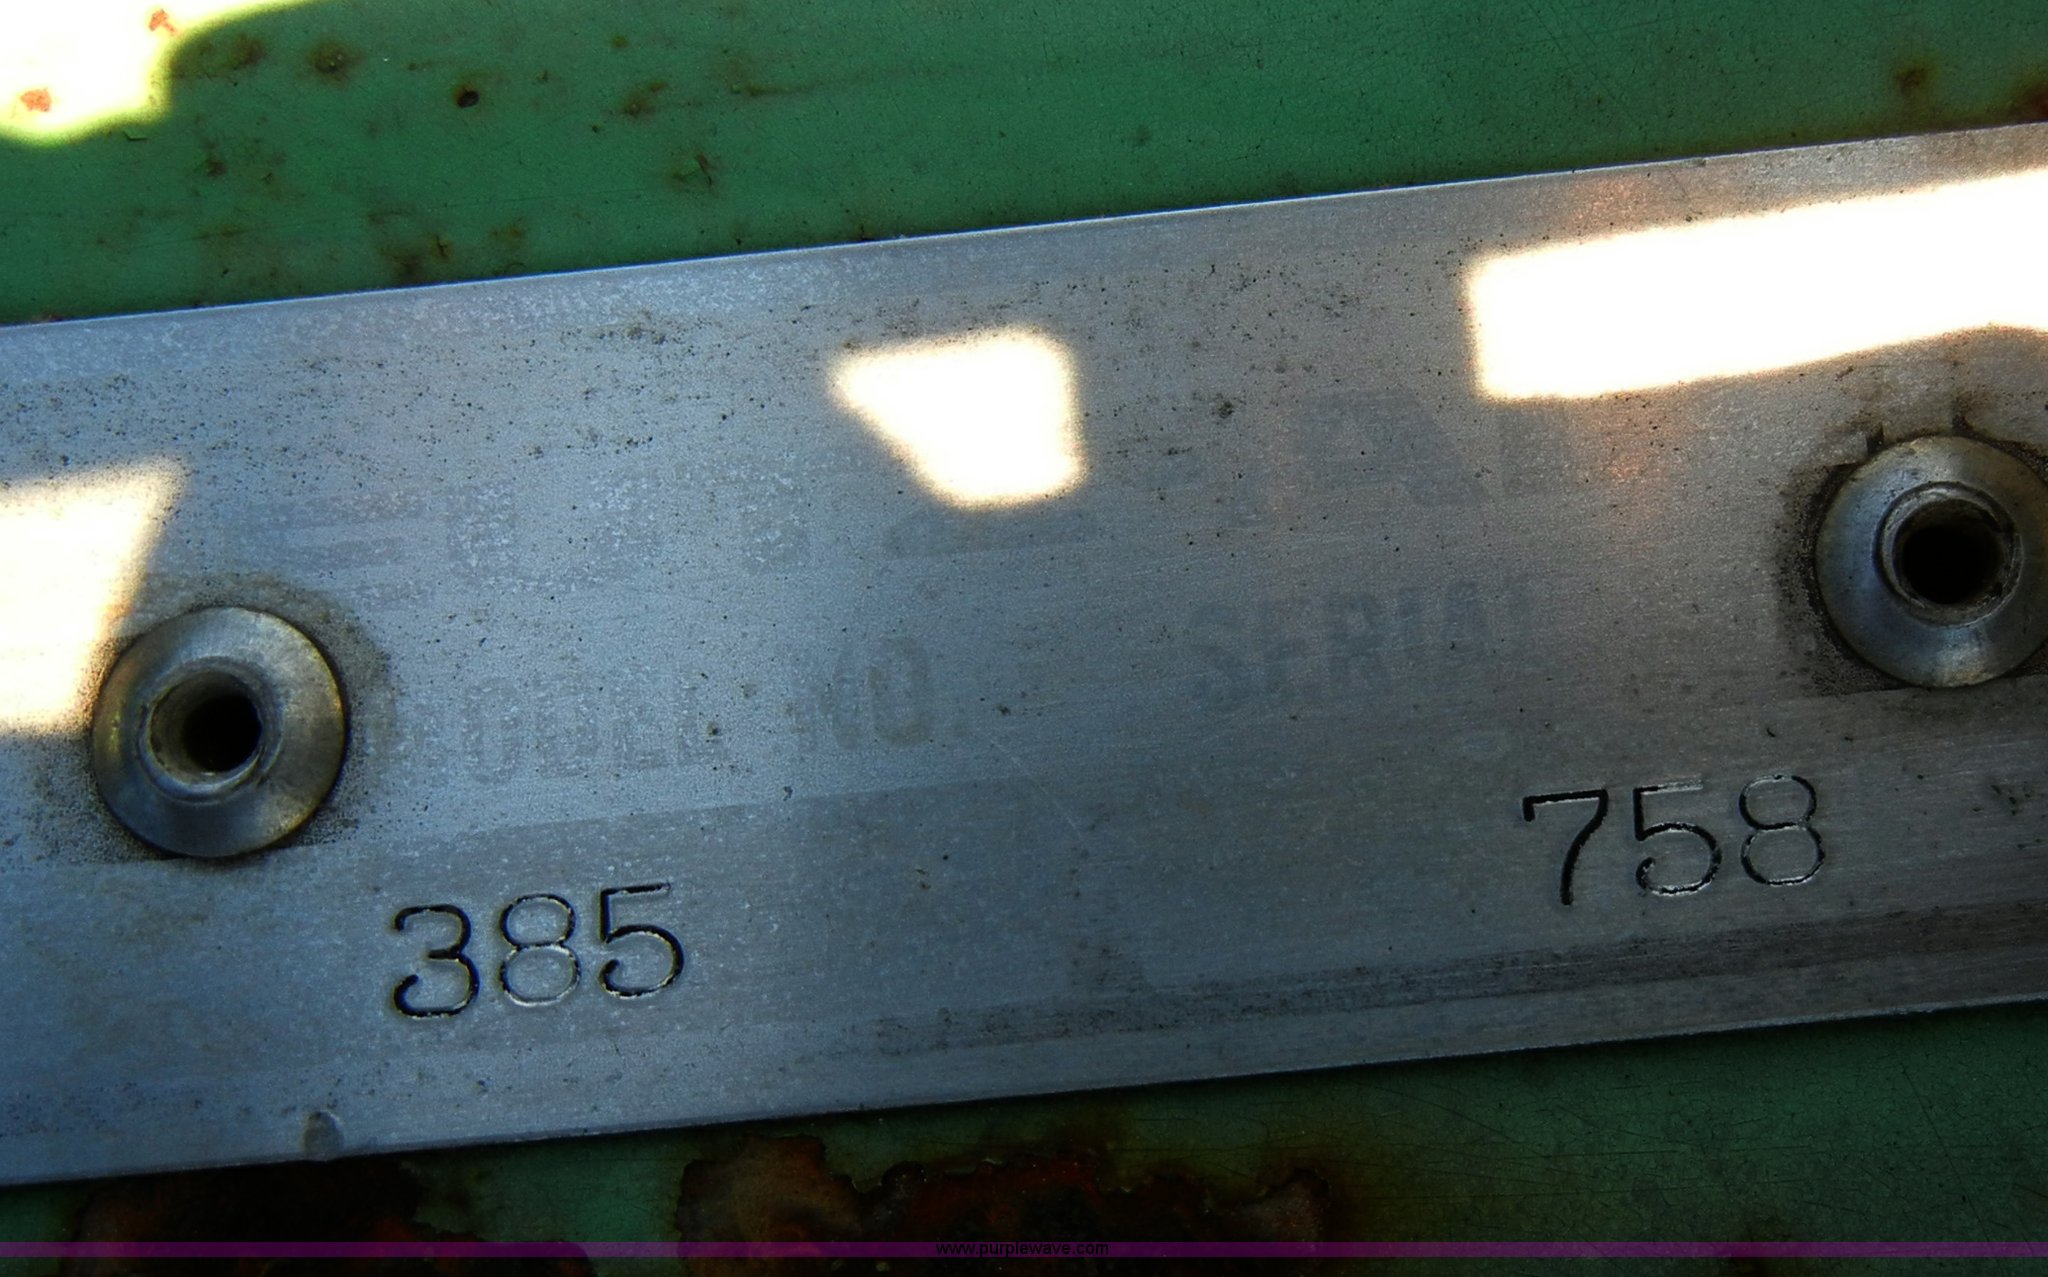 MODEL NO.
SERIAL
385
758
www.purplewave.com